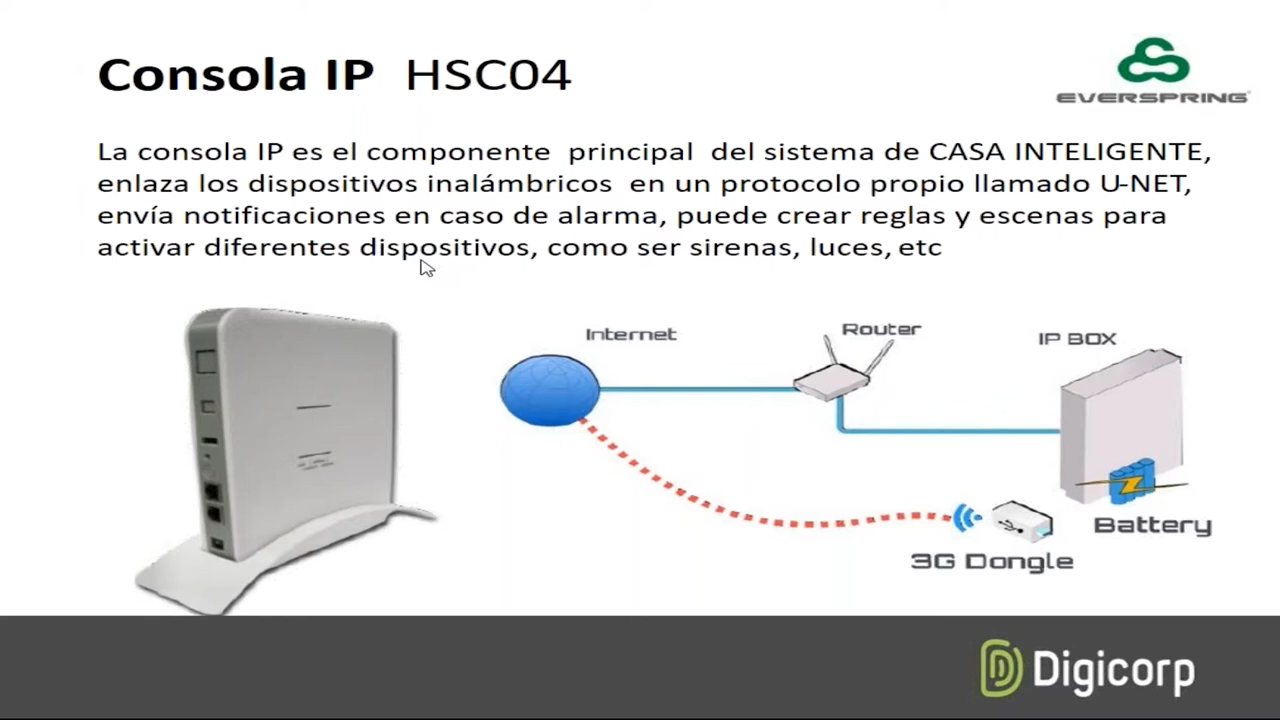 Consola IP HSC04
EVERSPRING
La consola IP es el componente principal del sistema de CASA INTELIGENTE,
enlaza los dispositivos inalámbricos en un protocolo propio llamado U-NET,
envía notificaciones en caso de alarma, puede crear reglas y escenas para
activar diferentes dispositivos, como ser sirenas, luces, etc
Internet
Router
IP BOX
Battery
3G Dongle
Digicorp